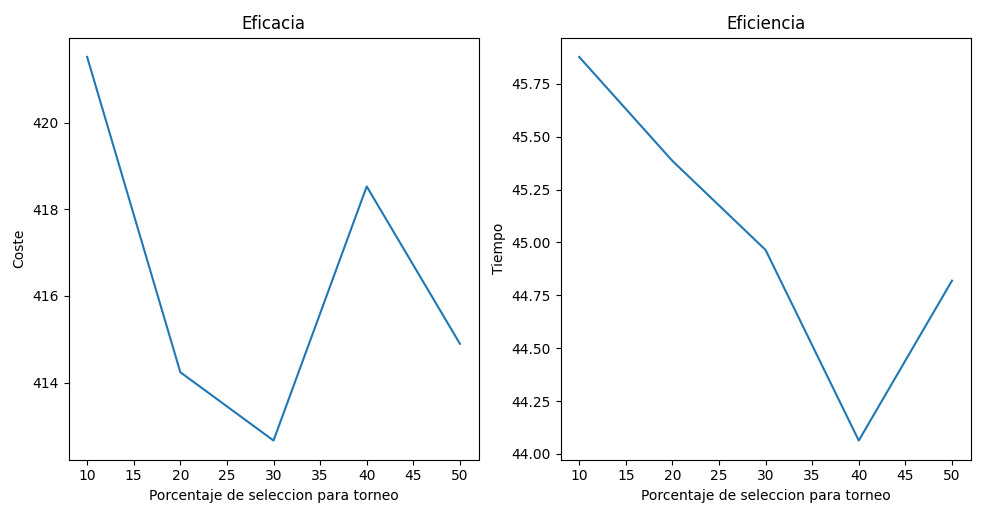 Eficacia
Coste
420
418
416
414
10 15 20 25 30 35 40 45 50
Porcentaje de seleccion para torneo
Eficiencia
Tiempo
45.75
45.50
45.25
45.00
44.75
44.50
44.25
44.00
10 15 20 25 30 35 40 45 50
Porcentaje de seleccion para torneo